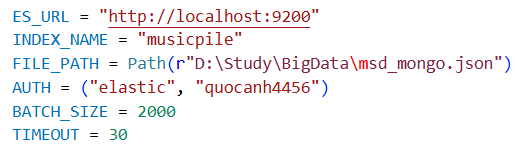 ES_URL = "http://localhost:9200"
INDEX_NAME = "musicpile"
FILE_PATH = Path(r"D:\Study\BigData\msd_mongo.json")
AUTH = ("elastic", "quocanh4456")
BATCH_SIZE = 2000
TIMEOUT = 30